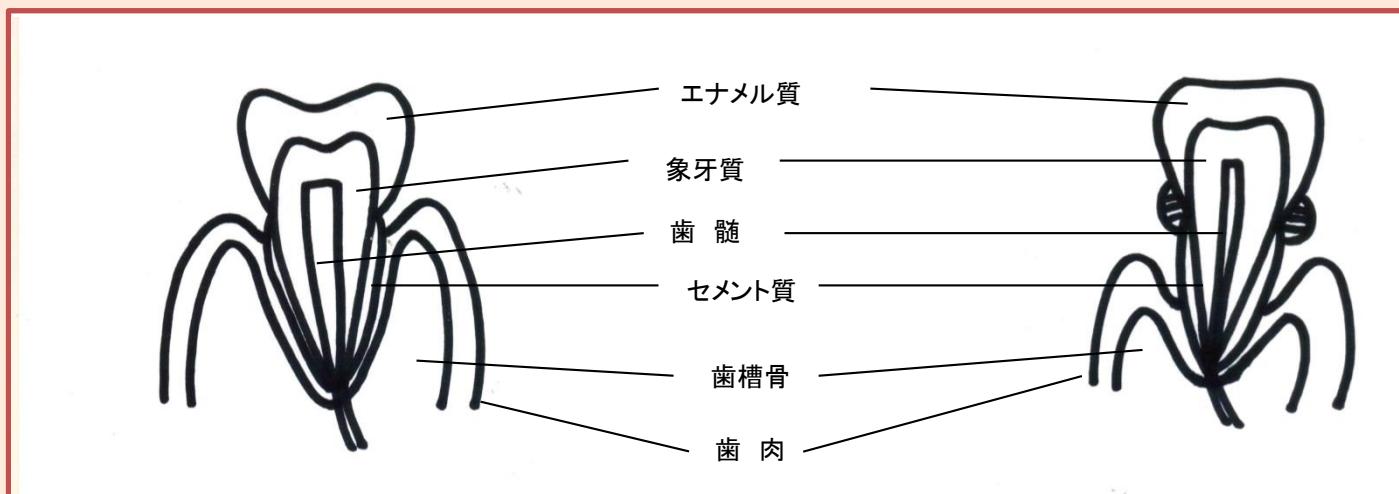 エナメル質
象牙質
歯 髄
セメント質
歯槽骨
歯 肉